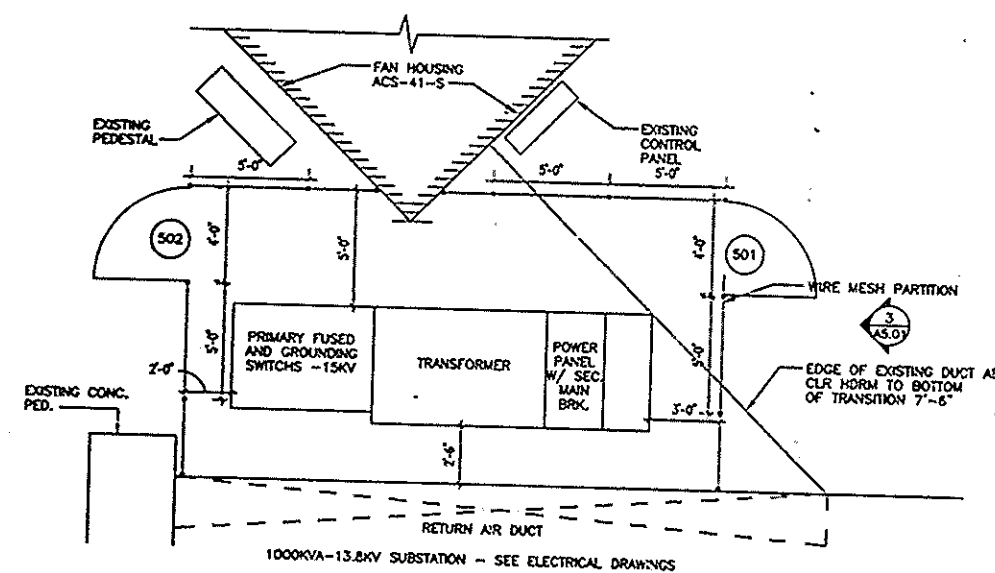 FAN HOUSING
ACS-41-S
EXISTING
PEDESTAL
EXISTING
CONTROL
PANEL
5'-0"
5'-0"
5'-0"
502
4'-0"
5'-0"
4'-0"
501
WIRE MESH PARTITION
3
A5.01
5'-0"
2'-0"
PRIMARY FUSED
AND GROUNDING
SWITCHS -15KV
TRANSFORMER
POWER
PANEL
W/ SEC.
MAIN
BRK.
5'-0"
3'-0"
EDGE OF EXISTING DUCT AS
CLR HDRM TO BOTTOM
OF TRANSITION 7'-6"
EXISTING CONC.
PED.
2'-6"
RETURN AIR DUCT
1000KVA-13.8KV SUBSTATION - SEE ELECTRICAL DRAWINGS